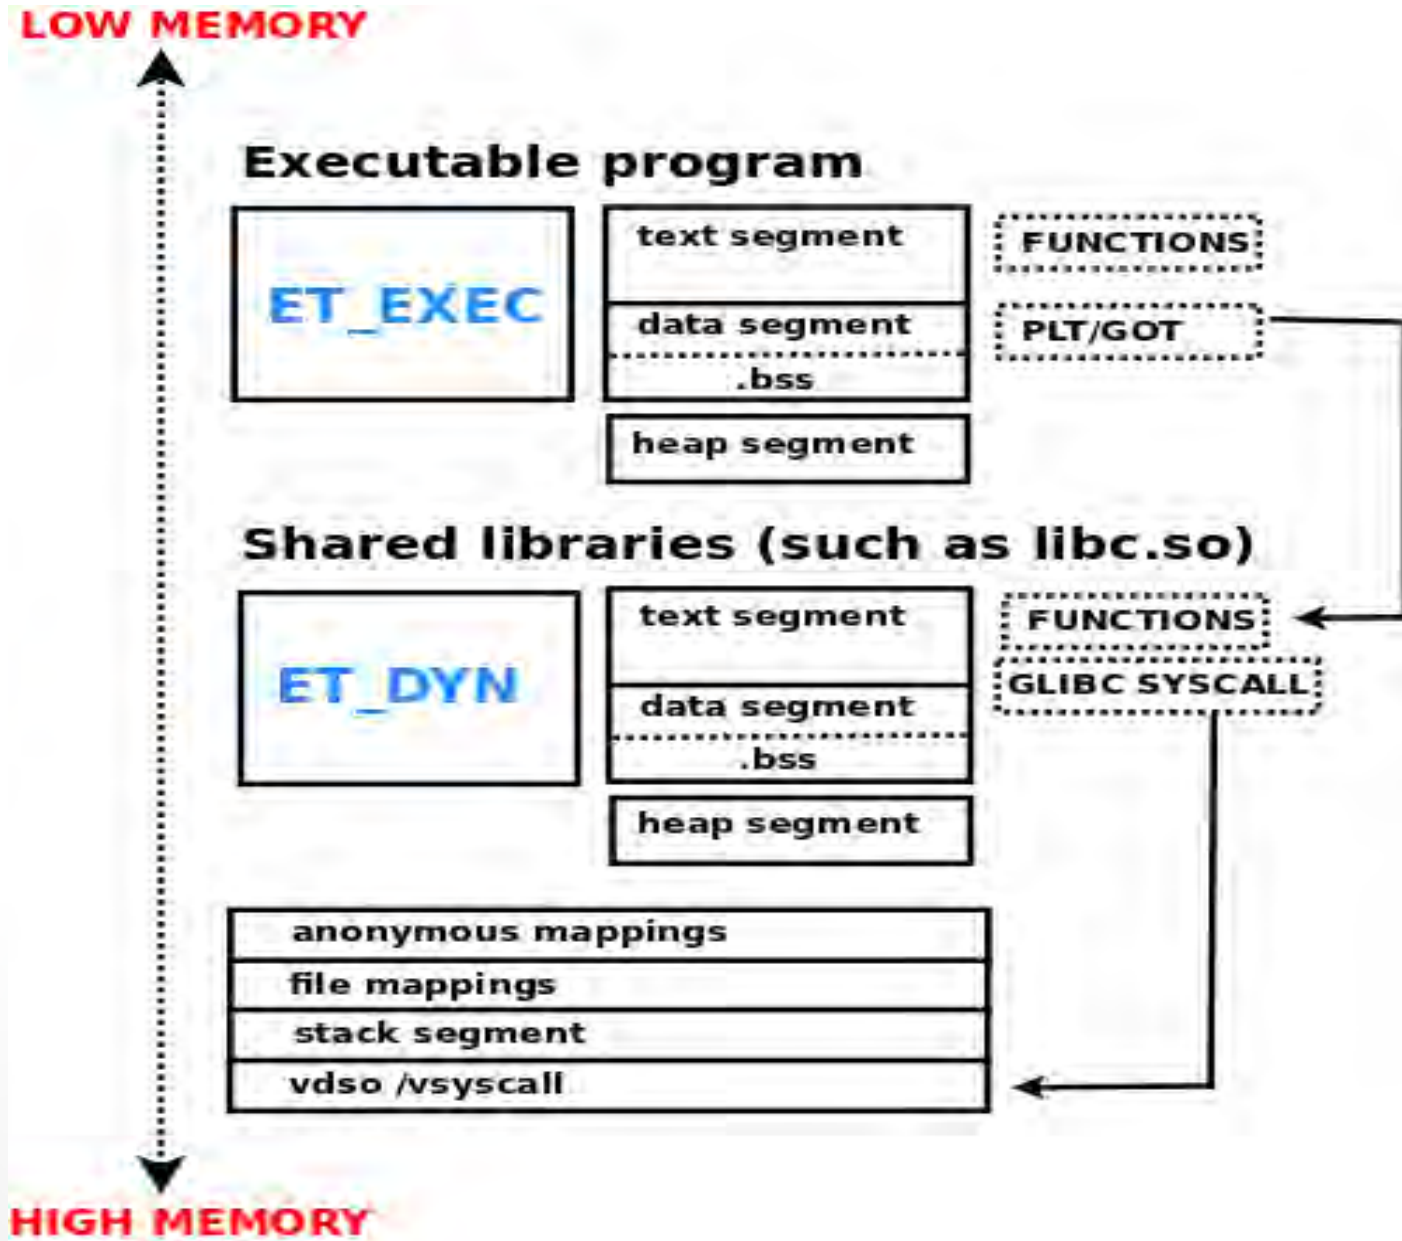 LOW MEMORY
Executable program
ET_EXEC
text segment
FUNCTIONS
data segment
PLT/GOT
.bss
heap segment
Shared libraries (such as libc.so)
ET_DYN
text segment
FUNCTIONS
GLIBC SYSCALL
data segment
.bss
heap segment
anonymous mappings
file mappings
stack segment
vdso /vsyscall
HIGH MEMORY